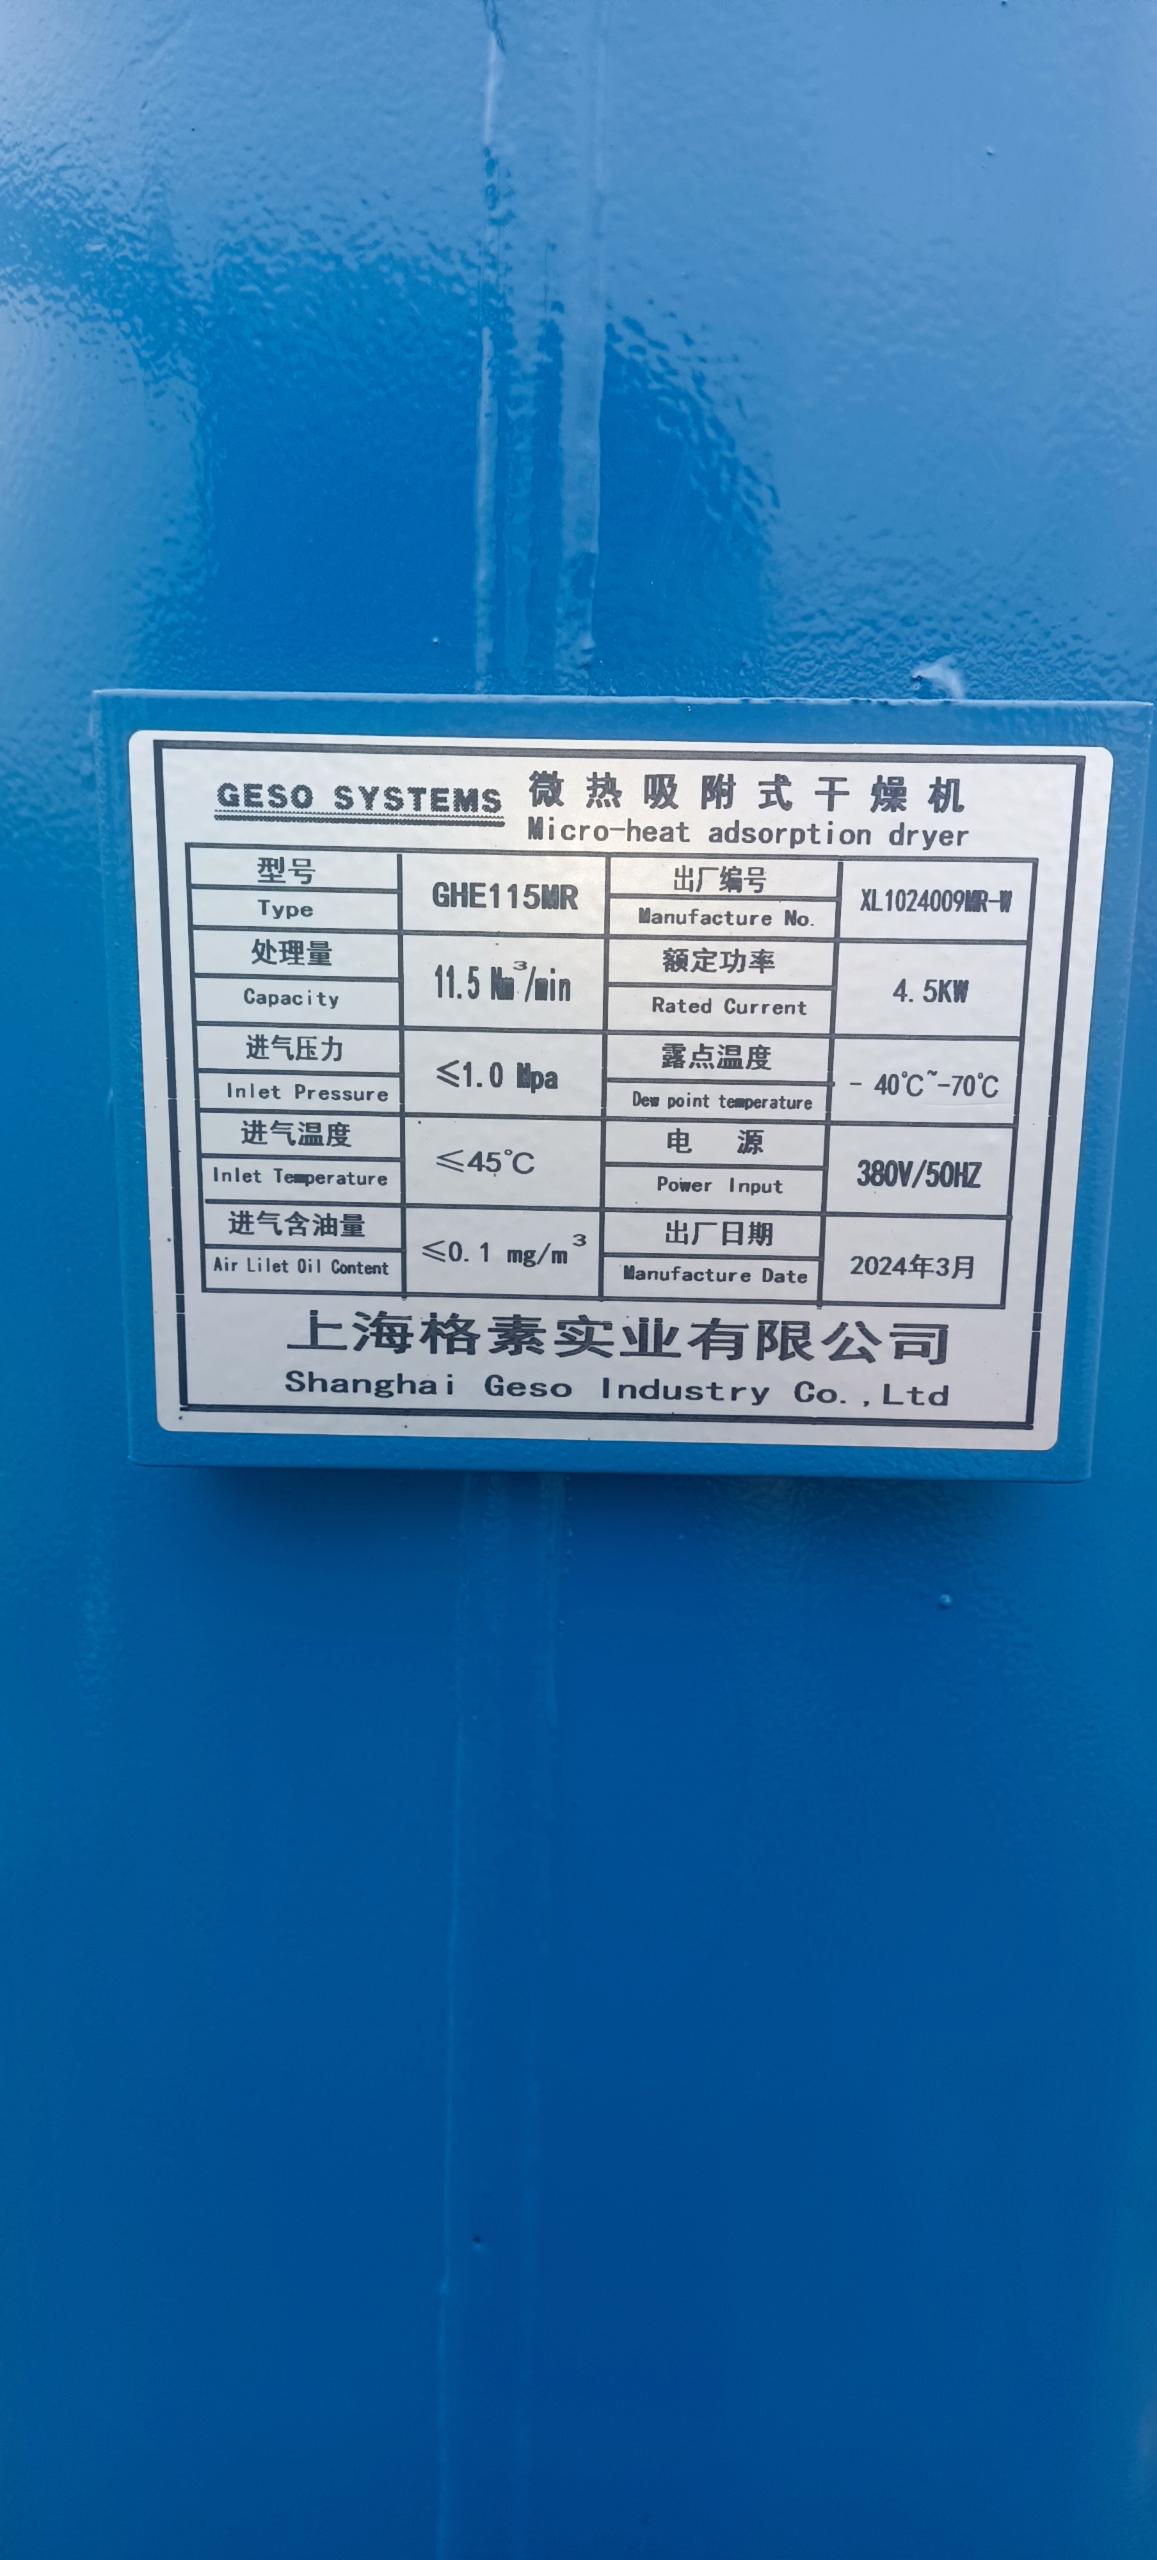 GESO SYSTEMS 微热吸附式干燥机
Micro-heat adsorption dryer
型号 GHE115MR 出厂编号 XL1024009MR-W
Type Manufacture No.
处理量 11.5 Nm³/min 额定功率 4.5KW
Capacity Rated Current
进气压力 ≤1.0 Mpa 露点温度 - 40℃~-70℃
Inlet Pressure Dew point temperature
进气温度 ≤45℃ 电 源 380V/50HZ
Inlet Temperature Power Input
进气含油量 ≤0.1 mg/m³ 出厂日期 2024年3月
Air Lilet Oil Content Manufacture Date
上海格素实业有限公司
Shanghai Geso Industry Co.,Ltd